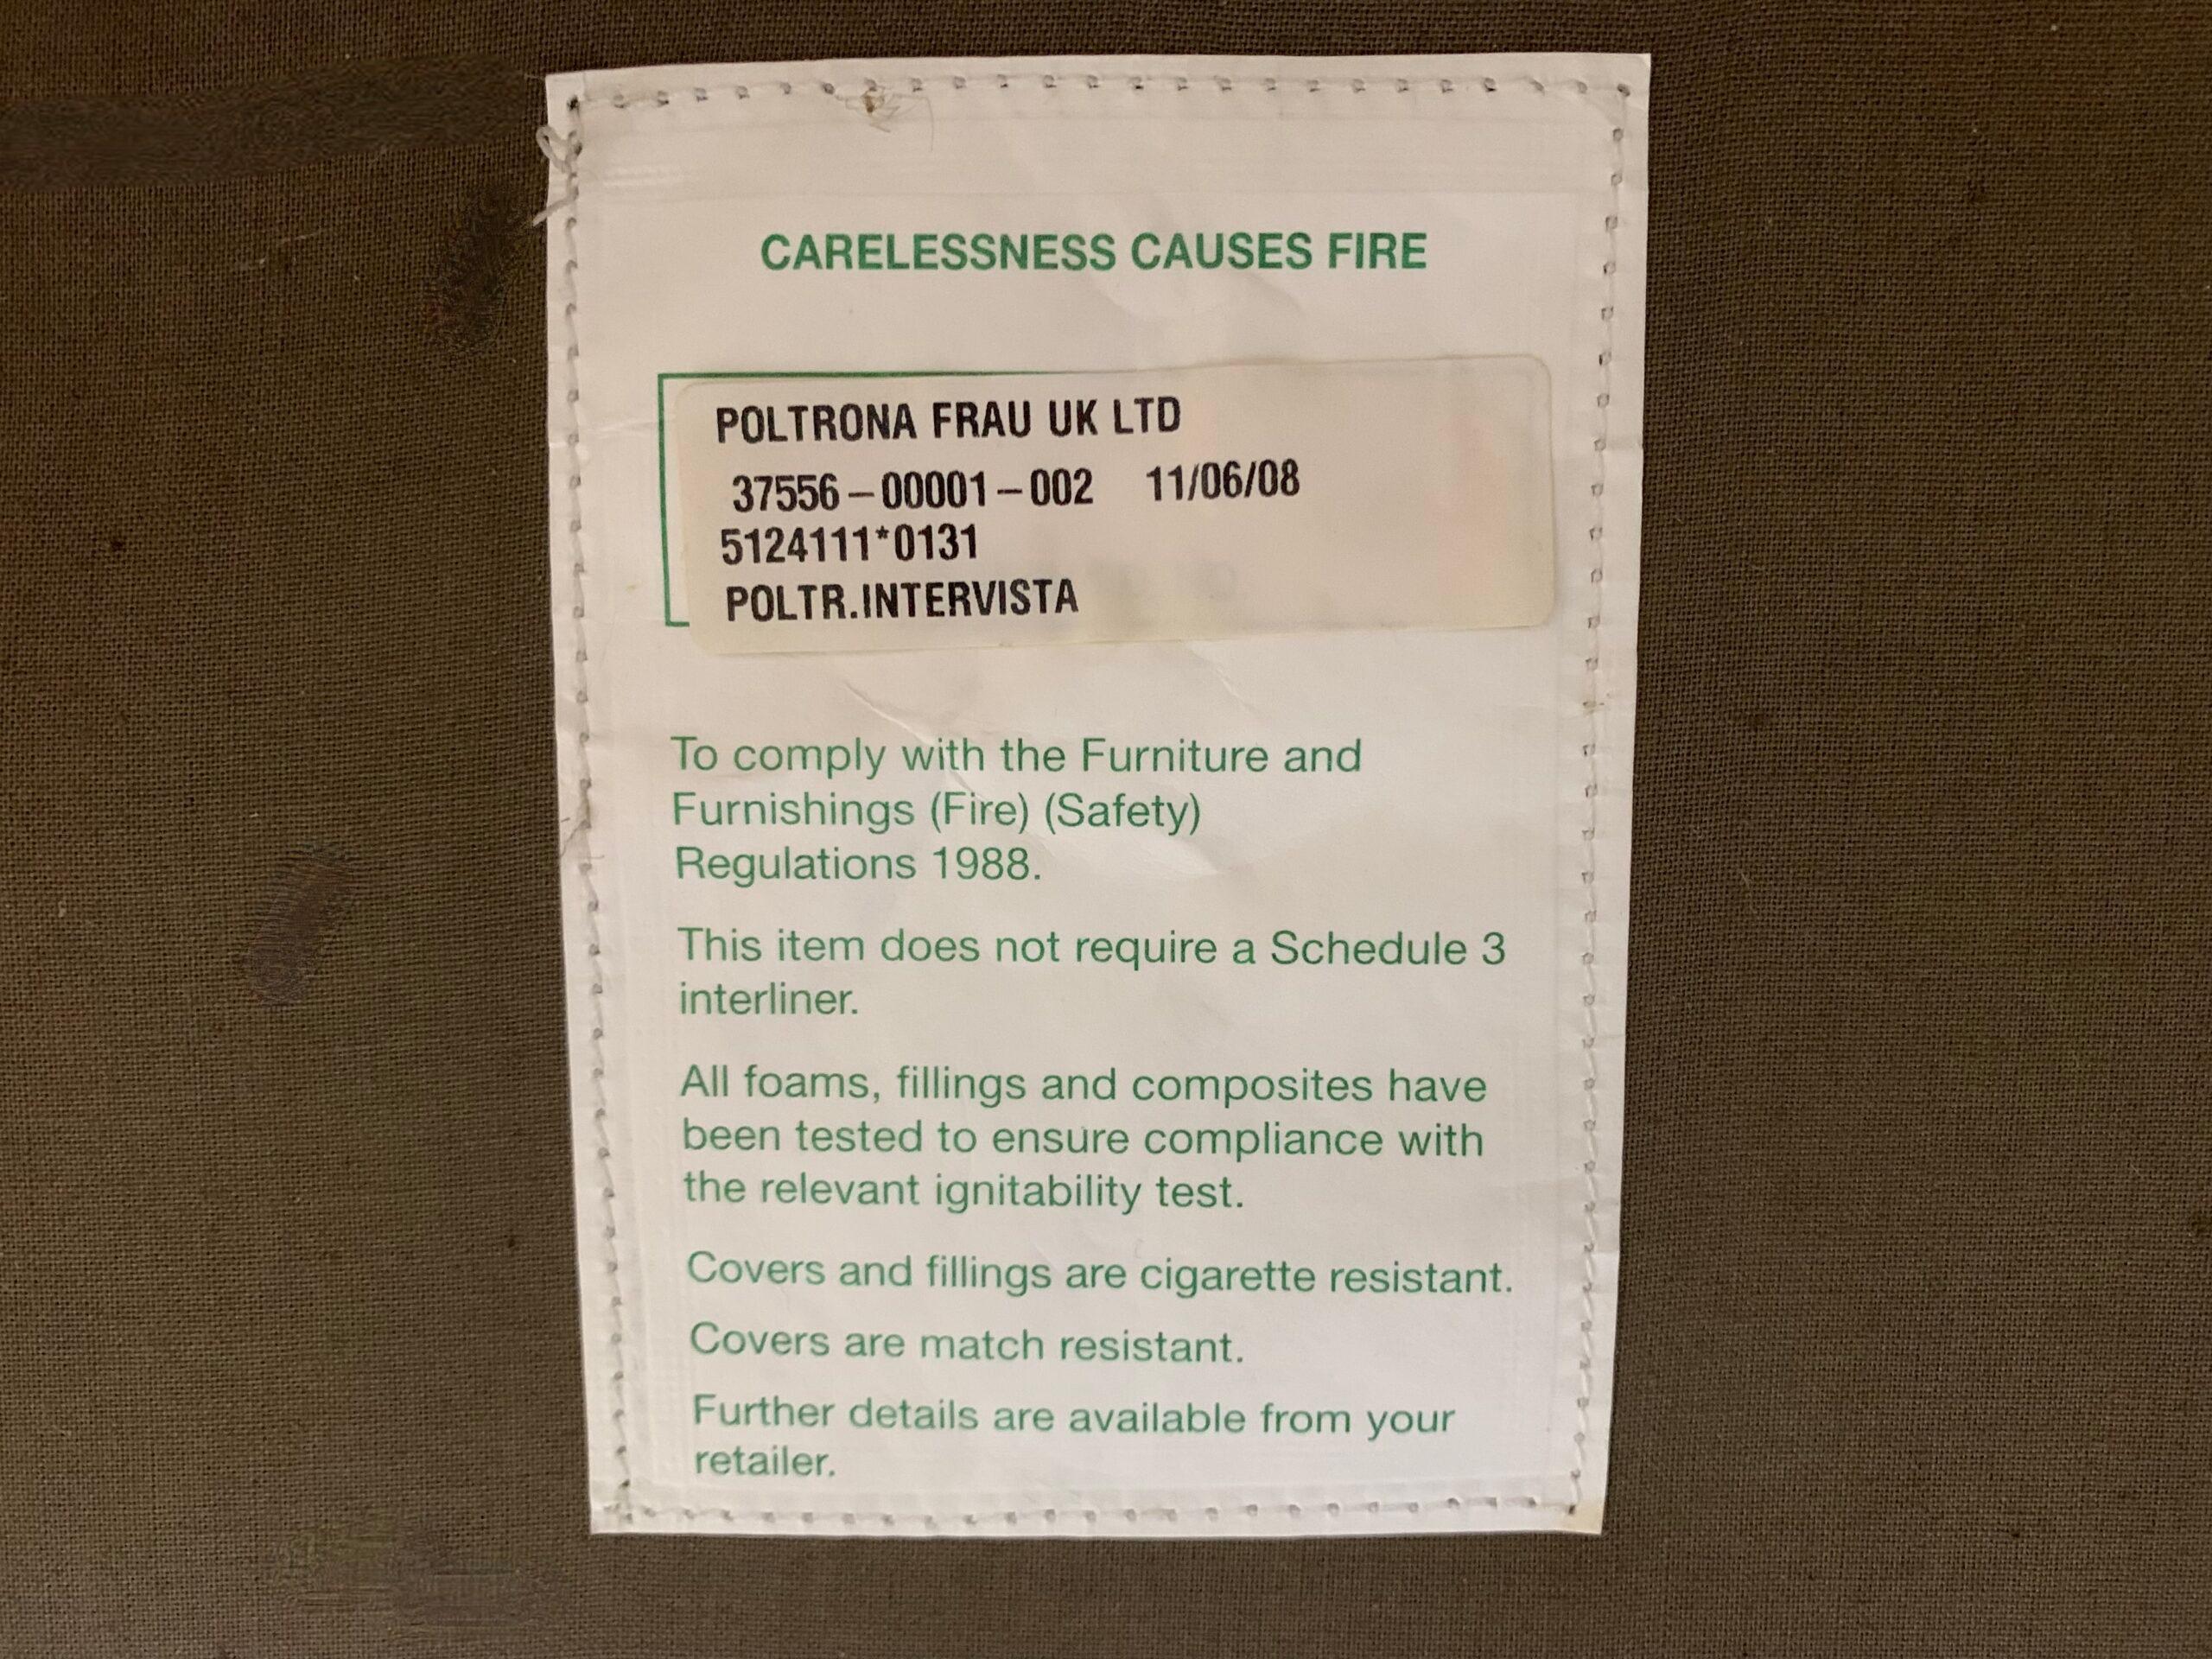 CARELESSNESS CAUSES FIRE
POLTRONA FRAU UK LTD
37556-00001-002 11/06/08
5124111*0131
POLTR.INTERVISTA
To comply with the Furniture and
Furnishings (Fire) (Safety)
Regulations 1988.
This item does not require a Schedule 3
interliner.
All foams, fillings and composites have
been tested to ensure compliance with
the relevant ignitability test.
Covers and fillings are cigarette resistant.
Covers are match resistant.
Further details are available from your
retailer.